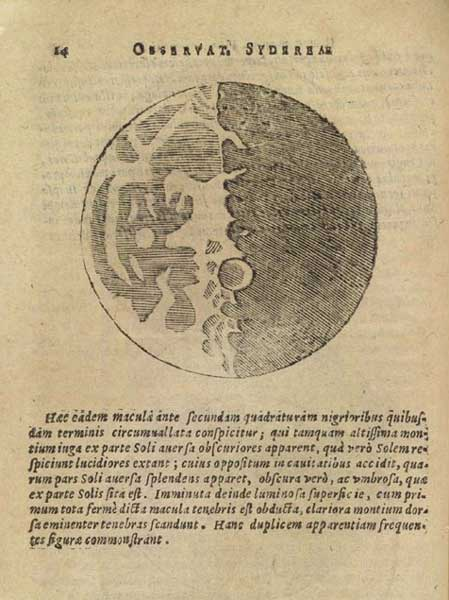 14 OBSERVAT. SYDEREAE
Hæc eadem macula ante secundam quadraturam nigrioribus quibus-
dam terminis circumuallata conspicitur; qui tamquam altissima mon-
tium iuga ex parte Soli auersa obscuriores apparent, quà verò Solem re-
spiciunt lucidiores extant; cuius oppositum in cauitatibus accidit, qua-
rum pars Soli auersa splendens apparet, obscura verò, ac vmbrosa, quæ
ex parte Solis sita est. Imminuta deinde luminosa superficie, cum pri-
mum tota fermè dicta macula tenebris est obducta, clariora montium dor-
sa eminenter tenebras scandunt. Hanc duplicem apparentiam sequen-
tes figuræ commonstrant.